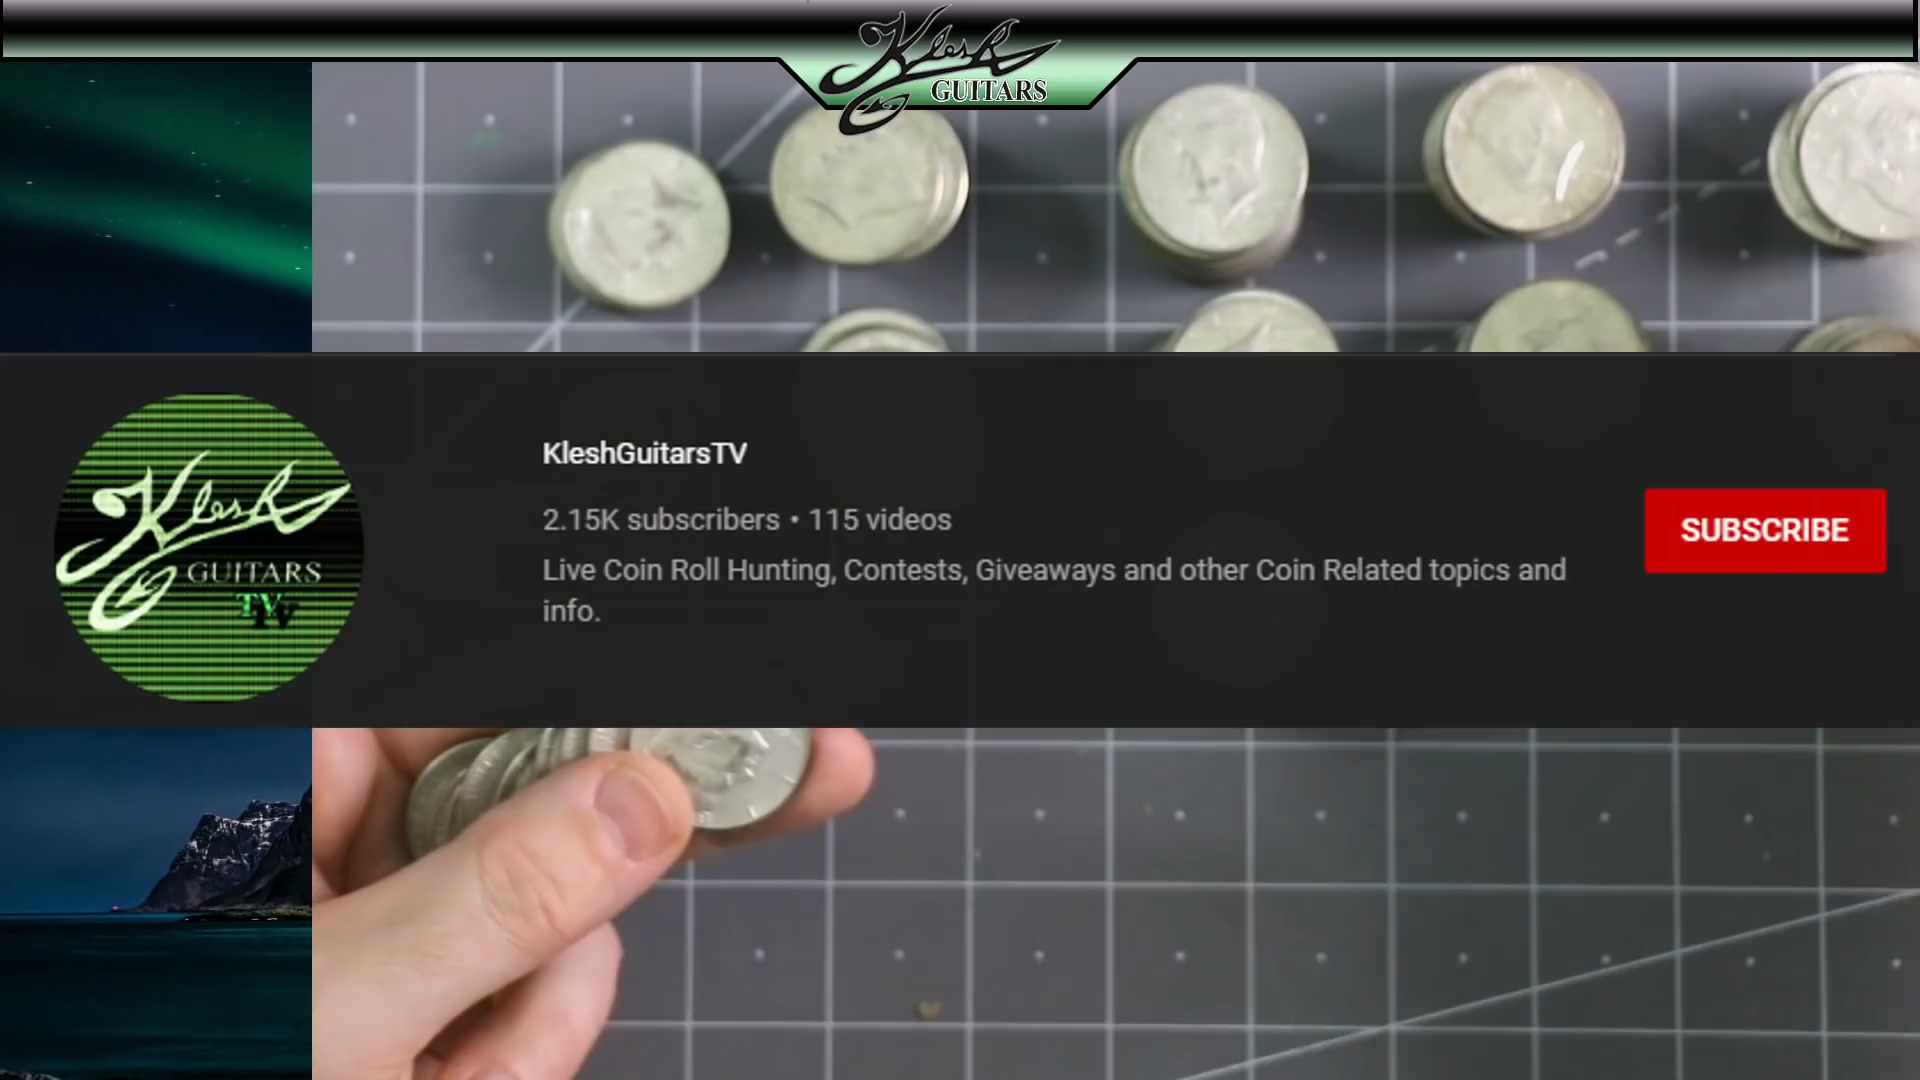 Klesh
GUITARS
KleshGuitarsTV
2.15K subscribers • 115 videos
Live Coin Roll Hunting, Contests, Giveaways and other Coin Related topics and
info.
SUBSCRIBE
Klesh
GUITARS
TV